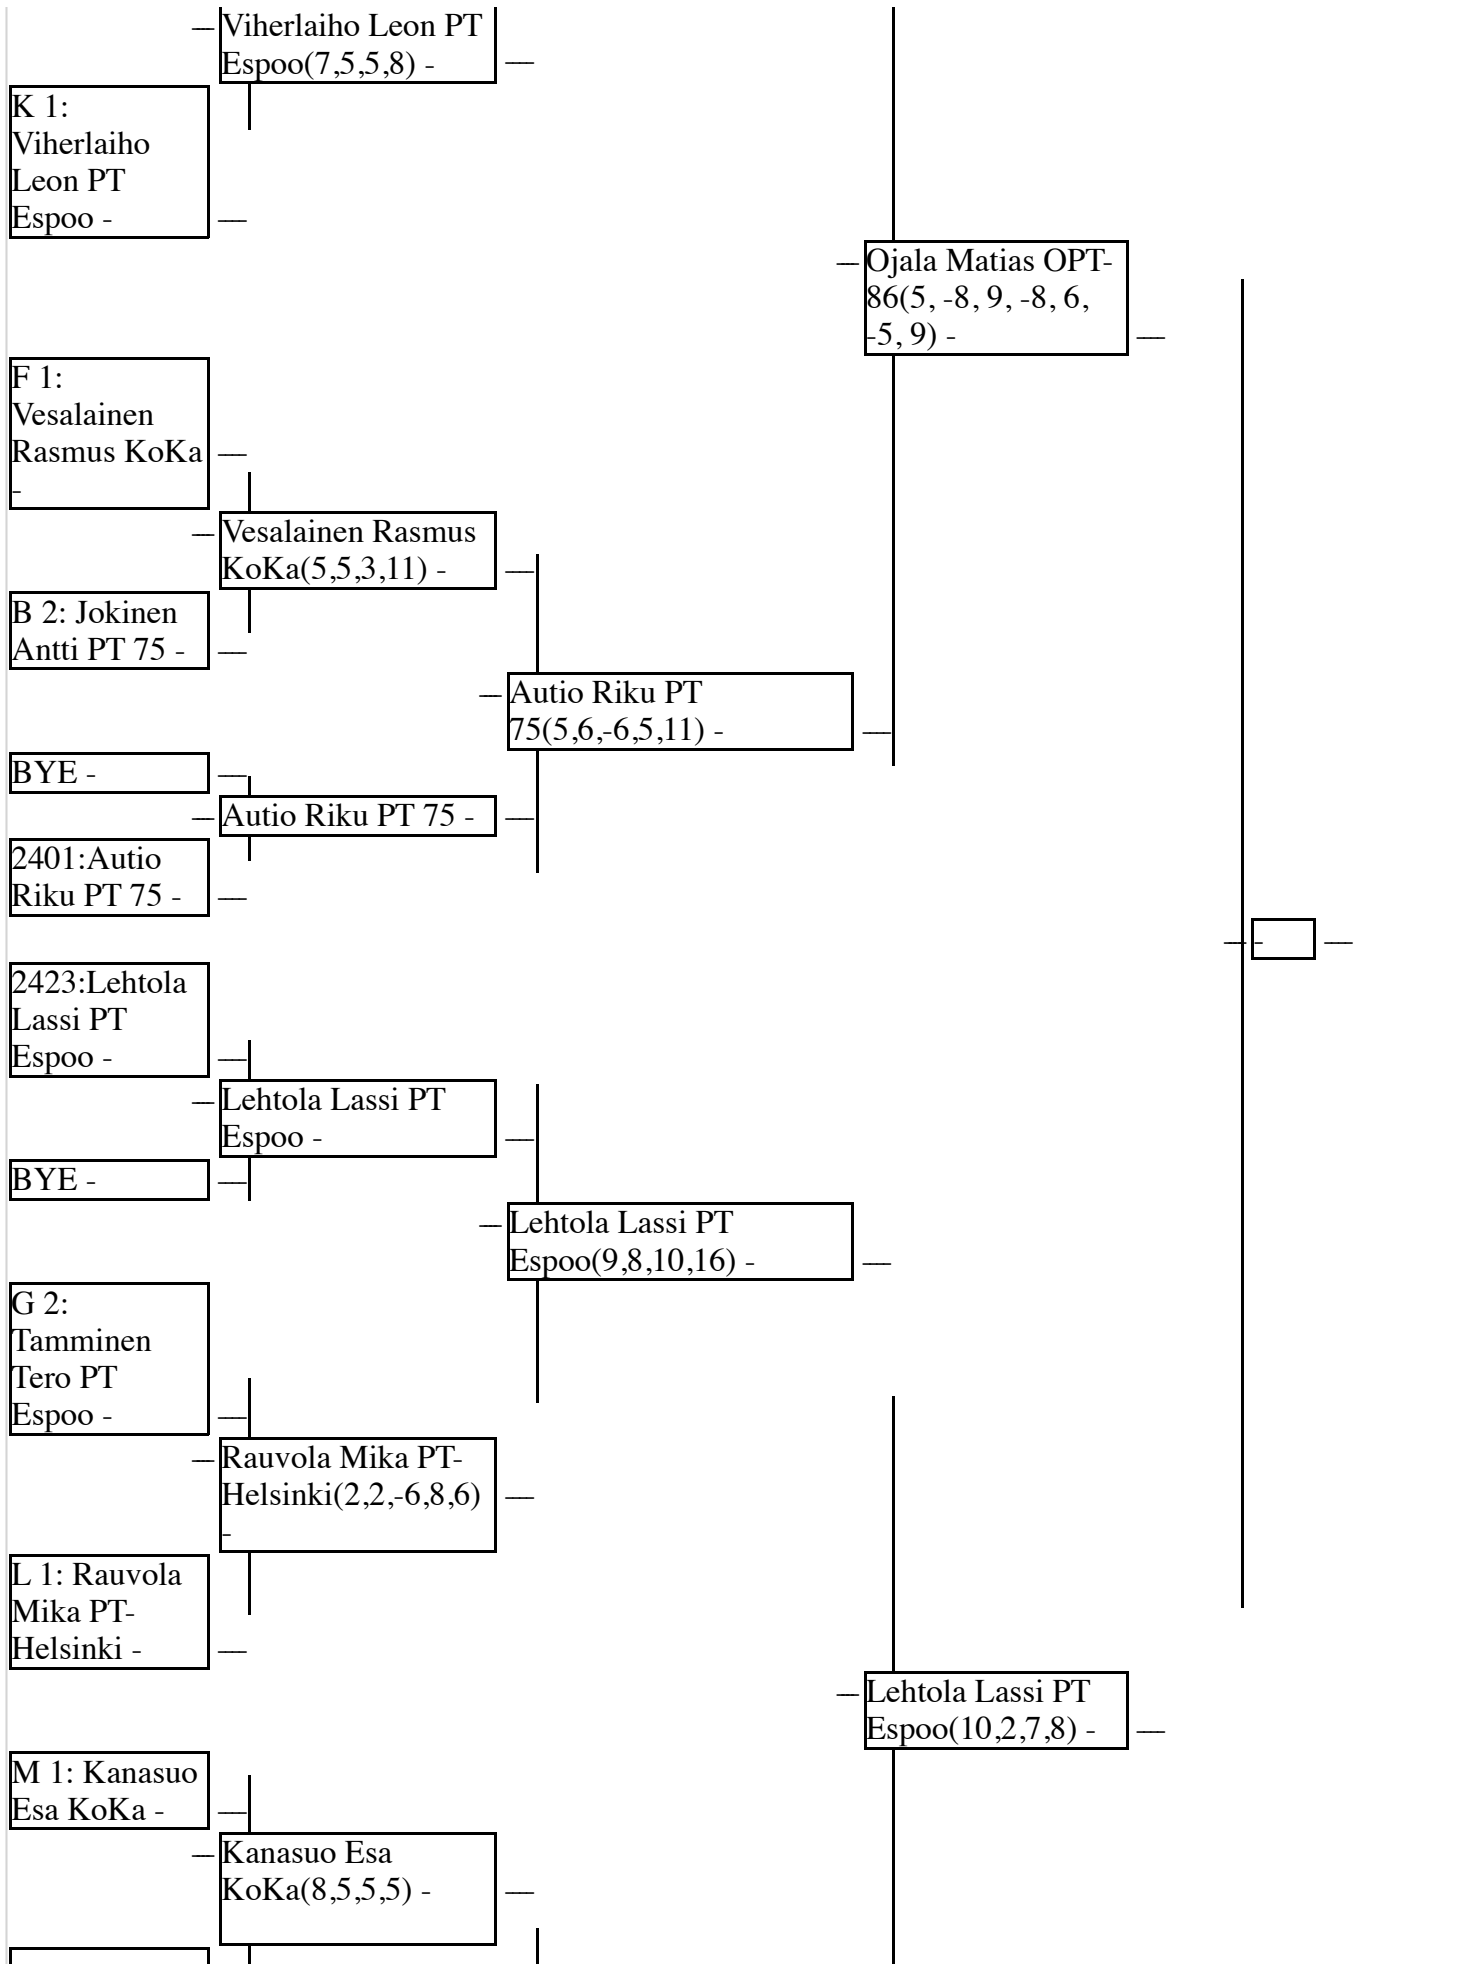 Viherlaiho Leon PT
Espoo(7,5,5,8) -
K 1:
Viherlaiho
Leon PT
Espoo -
Ojala Matias OPT-
86(5, -8, 9, -8, 6,
-5, 9) -
F 1:
Vesalainen
Rasmus KoKa
-
Vesalainen Rasmus
KoKa(5,5,3,11) -
B 2: Jokinen
Antti PT 75 -
Autio Riku PT
75(5,6,-6,5,11) -
BYE -
Autio Riku PT 75 -
2401:Autio
Riku PT 75 -
-
2423:Lehtola
Lassi PT
Espoo -
Lehtola Lassi PT
Espoo -
BYE -
Lehtola Lassi PT
Espoo(9,8,10,16) -
G 2:
Tamminen
Tero PT
Espoo -
Rauvola Mika PT-
Helsinki(2,2,-6,8,6)
-
L 1: Rauvola
Mika PT-
Helsinki -
Lehtola Lassi PT
Espoo(10,2,7,8) -
M 1: Kanasuo
Esa KoKa -
Kanasuo Esa
KoKa(8,5,5,5) -